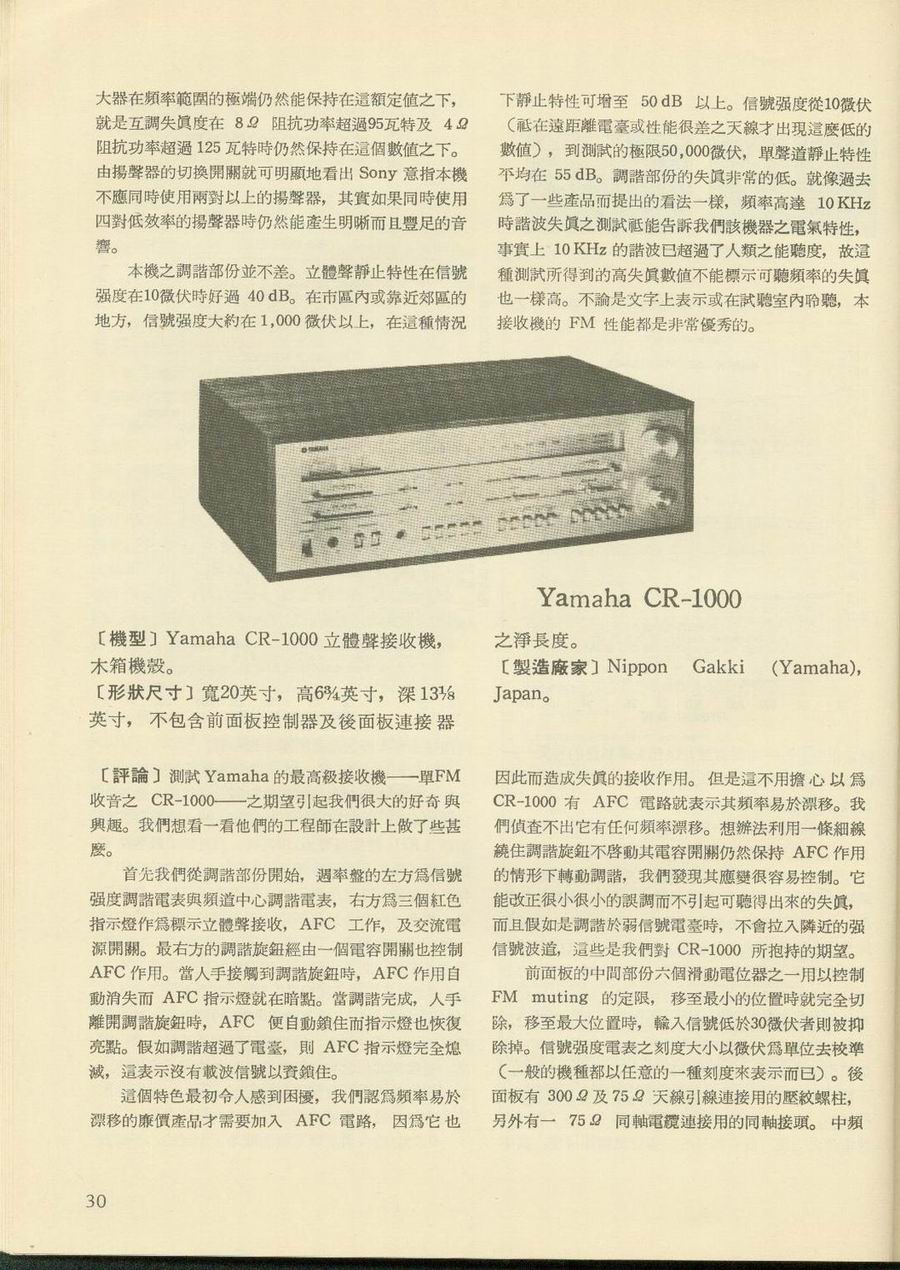 大器在頻率範圍的極端仍然能保持在這額定值之下，
就是互調失眞度在 8Ω 阻抗功率超過95瓦特及 4Ω
阻抗功率超過 125 瓦特時仍然保持在這個數値之下。
由揚聲器的切換開關就可明顯地看出 Sony 意指本機
不應同時使用兩對以上的揚聲器，其實如果同時使用
四對低效率的揚聲器時仍然能產生明晰而且豐足的音
響。
本機之調諧部份並不差。立體聲靜止特性在信號
强度在10微伏時好過 40 dB。在市區內或靠近郊區的
地方，信號强度大約在 1,000 微伏以上，在這種情況
下靜止特性可增至 50 dB 以上。信號强度從10微伏
（祗在遠距離電臺或性能很差之天線才出現這麽低的
數値），到測試的極限50,000微伏，單聲道靜止特性
平均在 55 dB。調諧部份的失眞非常的低。就像過去
爲了一些產品而提出的看法一樣，頻率高達 10 KHz
時諧波失眞之測試祗能告訴我們該機器之電氣特性，
事實上 10 KHz 的諧波已超過了人類之能聽度，故這
種測試所得到的高失眞數値不能標示可聽頻率的失眞
也一樣高。不論是文字上表示或在試聽室內聆聽，本
接收機的 FM 性能都是非常優秀的。
YAMAHA
Yamaha CR-1000
〔機型〕Yamaha CR-1000 立體聲接收機，
木箱機殼。
〔形狀尺寸〕寬20英寸，高6¾英寸，深 13⅛
英寸，不包含前面板控制器及後面板連接器
之淨長度。
〔製造廠家〕Nippon Gakki (Yamaha),
Japan。
〔評論〕測試 Yamaha 的最高級接收機——單FM
收音之 CR-1000——之期望引起我們很大的好奇與
興趣。我們想看一看他們的工程師在設計上做了些甚
麽。
首先我們從調諧部份開始，週率盤的左方爲信號
强度調諧電表與頻道中心調諧電表，右方爲三個紅色
指示燈作爲標示立體聲接收，AFC 工作，及交流電
源開關。最右方的調諧旋鈕經由一個電容開關也控制
AFC 作用。當人手接觸到調諧旋鈕時，AFC 作用自
動消失而 AFC 指示燈就在暗點。當調諧完成，人手
離開調諧旋鈕時，AFC 便自動鎖住而指示燈也恢復
亮點。假如調諧超過了電臺，則 AFC 指示燈完全熄
滅，這表示沒有載波信號以資鎖住。
這個特色最初令人感到困擾，我們認爲頻率易於
漂移的廉價產品才需要加入 AFC 電路，因爲它也
因此而造成失眞的接收作用。但是這不用擔心以爲
CR-1000 有 AFC 電路就表示其頻率易於漂移。我
們偵查不出它有任何頻率漂移。想辦法利用一條細線
繞住調諧旋鈕不啓動其電容開關仍然保持 AFC 作用
的情形下轉動調諧，我們發現其應變很容易控制。它
能改正很小很小的誤調而不引起可聽得出來的失眞，
而且假如是調諧於弱信號電臺時，不會拉入隣近的强
信號波道，這些是我們對 CR-1000 所抱持的期望。
前面板的中間部份六個滑動電位器之一用以控制
FM muting 的定限，移至最小的位置時就完全切
除，移至最大位置時，輸入信號低於30微伏者則被抑
除掉。信號强度電表之刻度大小以微伏爲單位去校準
（一般的機種都以任意的一種刻度來表示而已）。後
面板有 300Ω及75Ω 天線引線連接用的壓紋螺柱，
另外有一 75Ω 同軸電纜連接用的同軸接頭。中頻
30